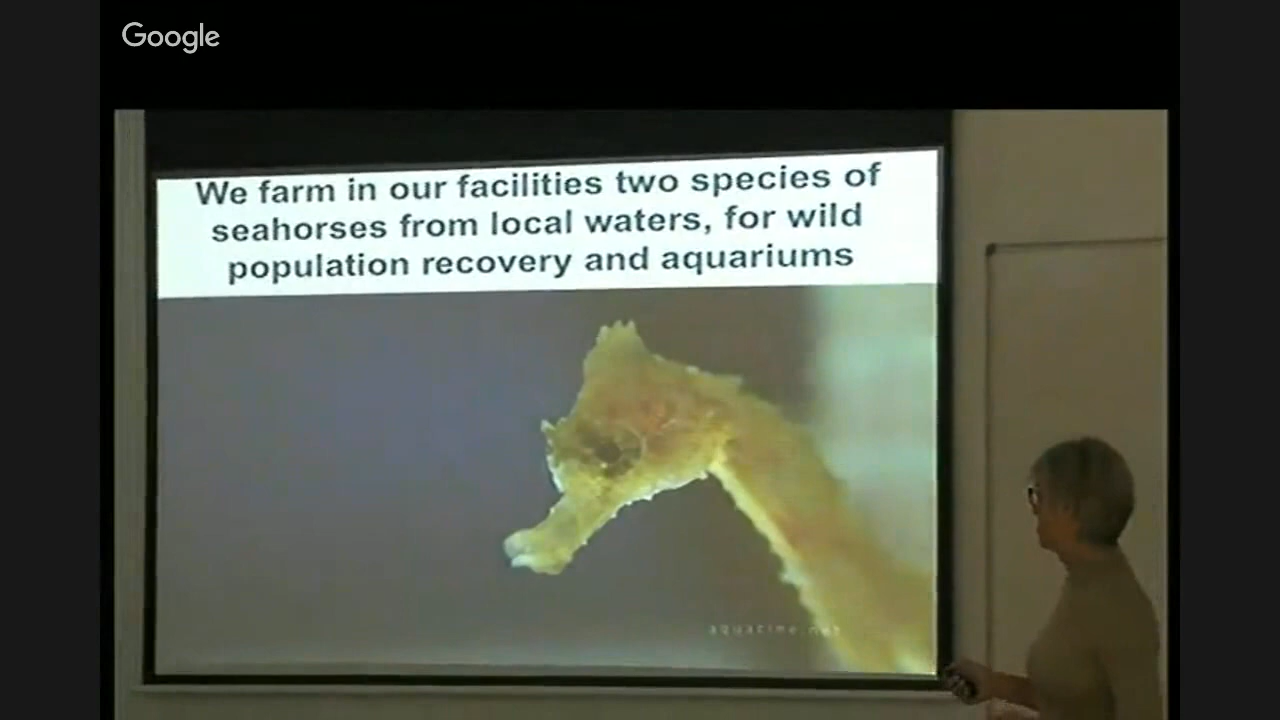 Google
We farm in our facilities two species of
seahorses from local waters, for wild
population recovery and aquariums
aquatime.net